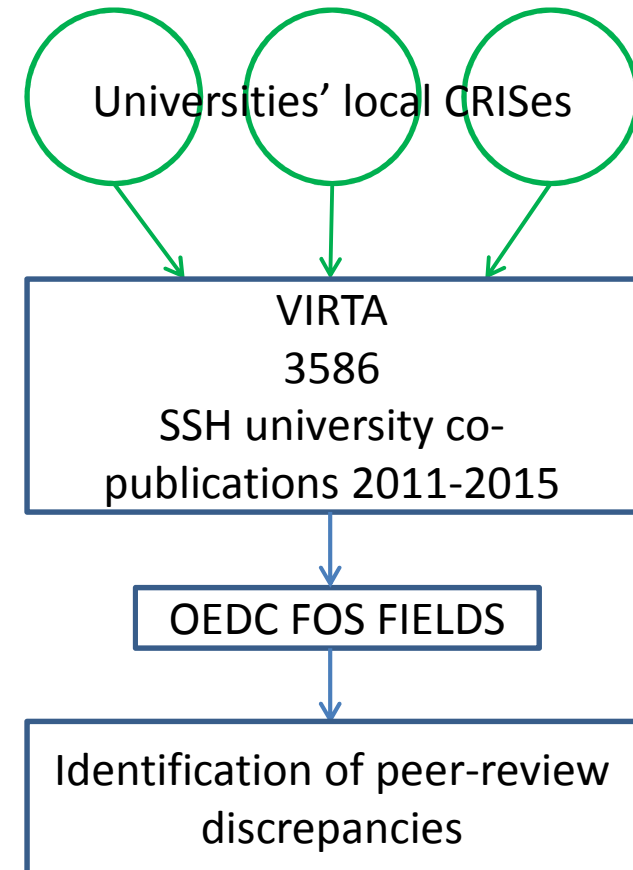 Universities’ local CRISes
VIRTA
3586
SSH university co-
publications 2011-2015
OEDC FOS FIELDS
Identification of peer-review
discrepancies